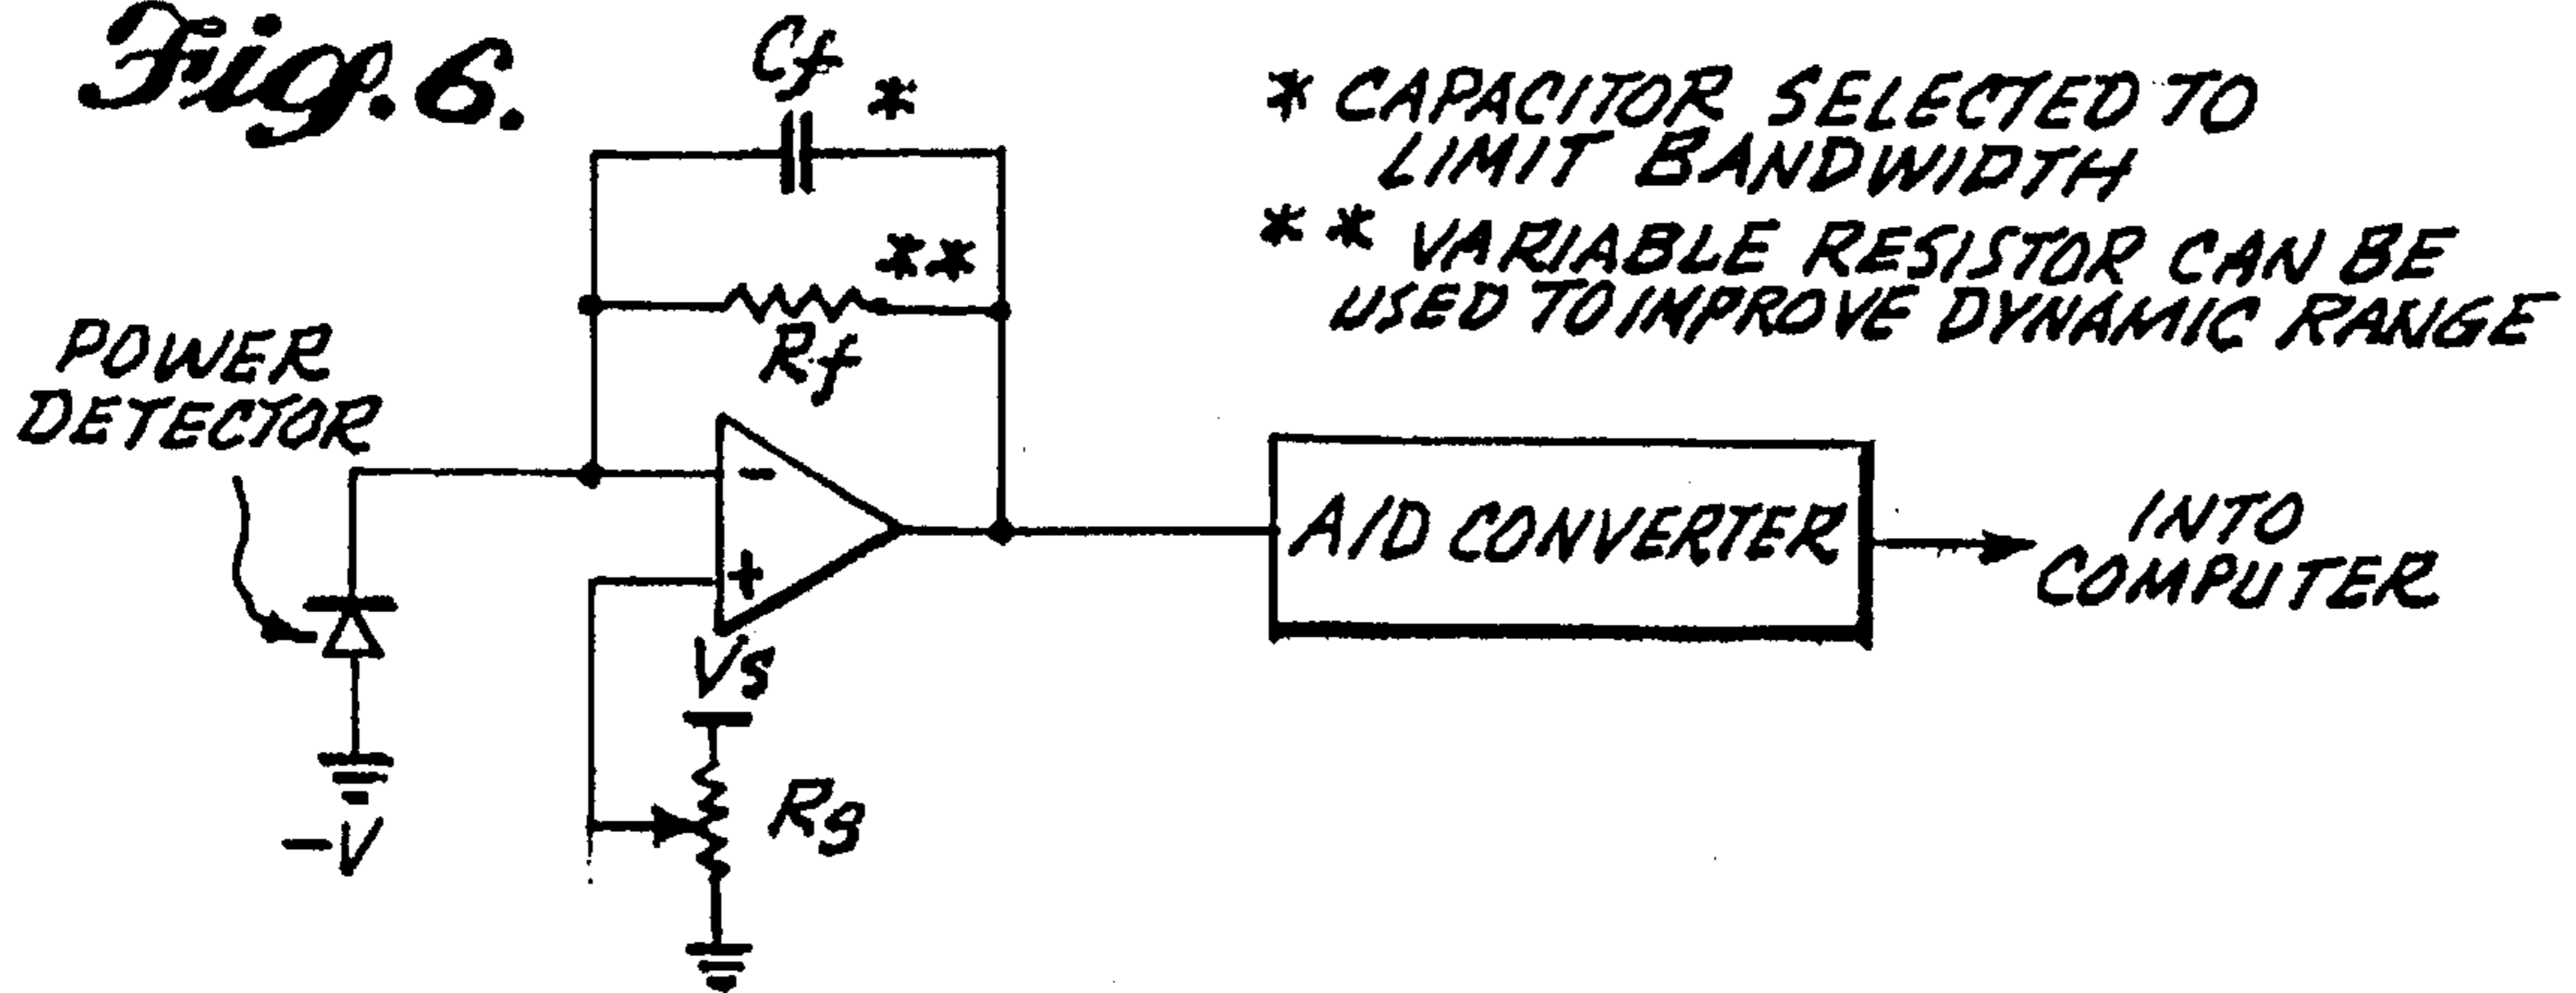 Fig. 6.
Cf *
* CAPACITOR SELECTED TO
LIMIT BANDWIDTH
** VARIABLE RESISTOR CAN BE
USED TO IMPROVE DYNAMIC RANGE
**
Rf
POWER
DETECTOR
-
+
A/D CONVERTER
INTO
COMPUTER
Vs
Rg
-V